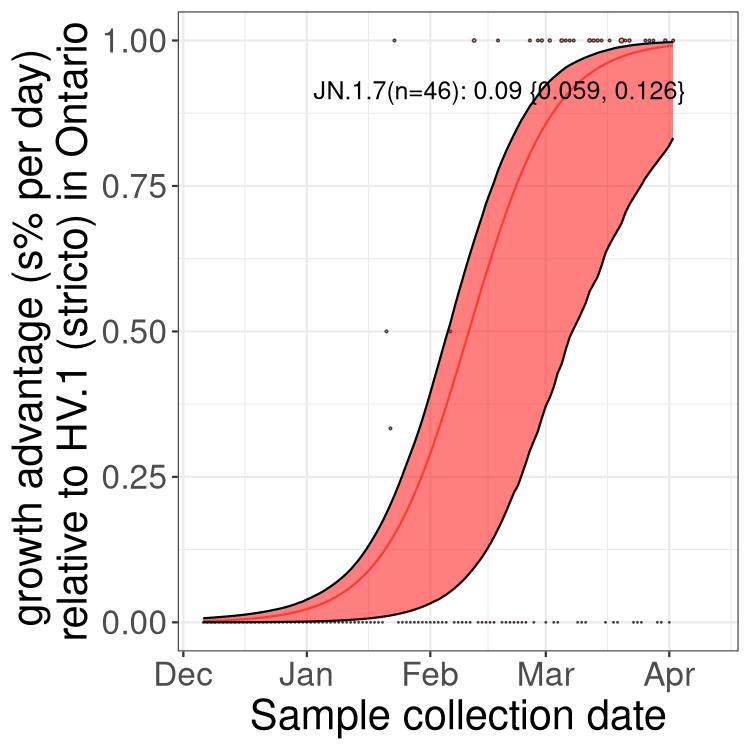 growth advantage (s% per day)
relative to HV.1 (stricto) in Ontario
1.00
0.75
0.50
0.25
0.00
JN.1.7(n=46): 0.09 {0.059, 0.126}
Dec Jan Feb Mar Apr
Sample collection date